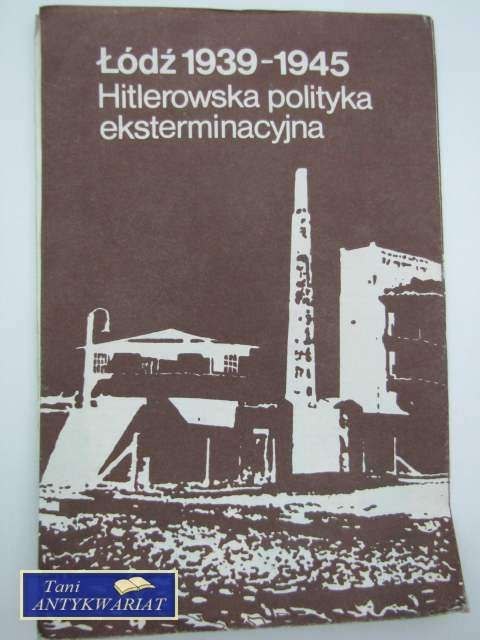 Łódź 1939-1945
Hitlerowska polityka
eksterminacyjna
Tani
ANTYKWARIAT